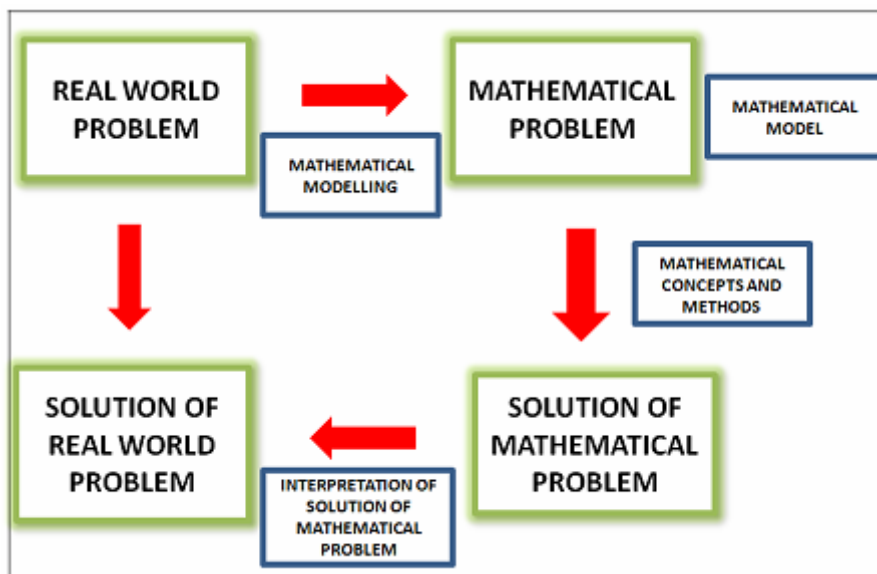 REAL WORLD
PROBLEM
MATHEMATICAL
PROBLEM
MATHEMATICAL
MODEL
MATHEMATICAL
MODELLING
MATHEMATICAL
CONCEPTS AND
METHODS
SOLUTION OF
REAL WORLD
PROBLEM
SOLUTION OF
MATHEMATICAL
PROBLEM
INTERPRETATION OF
SOLUTION OF
MATHEMATICAL
PROBLEM